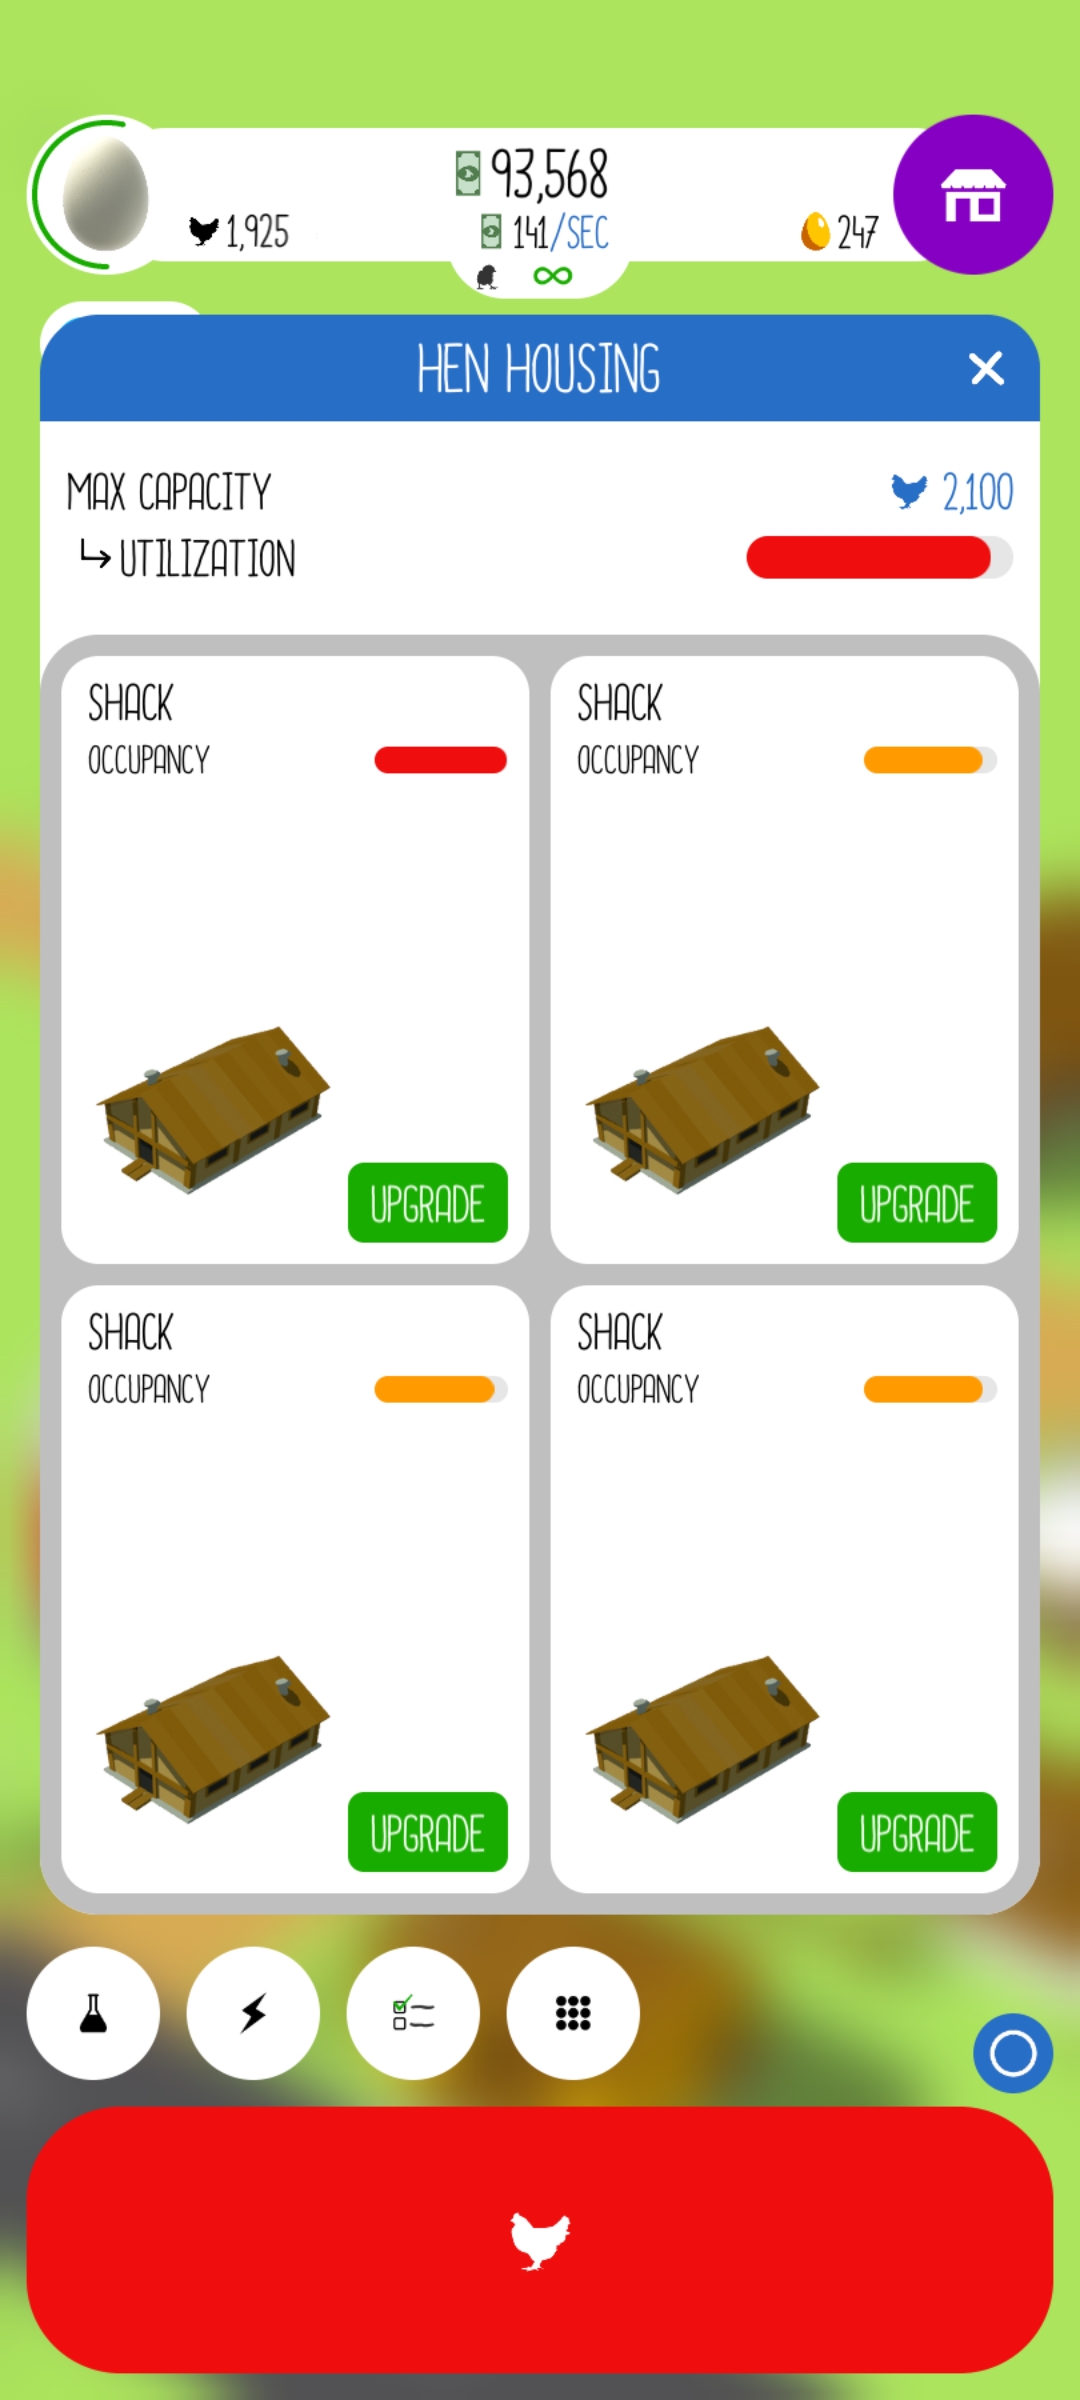 93,568
1,925
141/SEC
247
HEN HOUSING
MAX CAPACITY
2,100
UTILIZATION
SHACK
OCCUPANCY
UPGRADE
SHACK
OCCUPANCY
UPGRADE
SHACK
OCCUPANCY
UPGRADE
SHACK
OCCUPANCY
UPGRADE